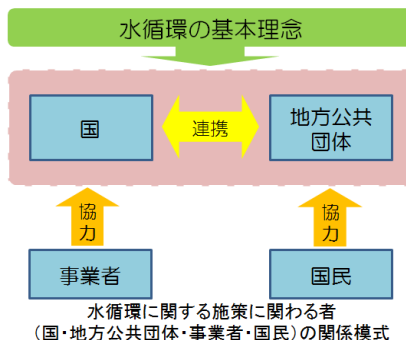 水循環の基本理念
国
連携
地方公共
団体
協力
協力
事業者
国民
水循環に関する施策に関わる者
(国・地方公共団体・事業者・国民)の関係模式